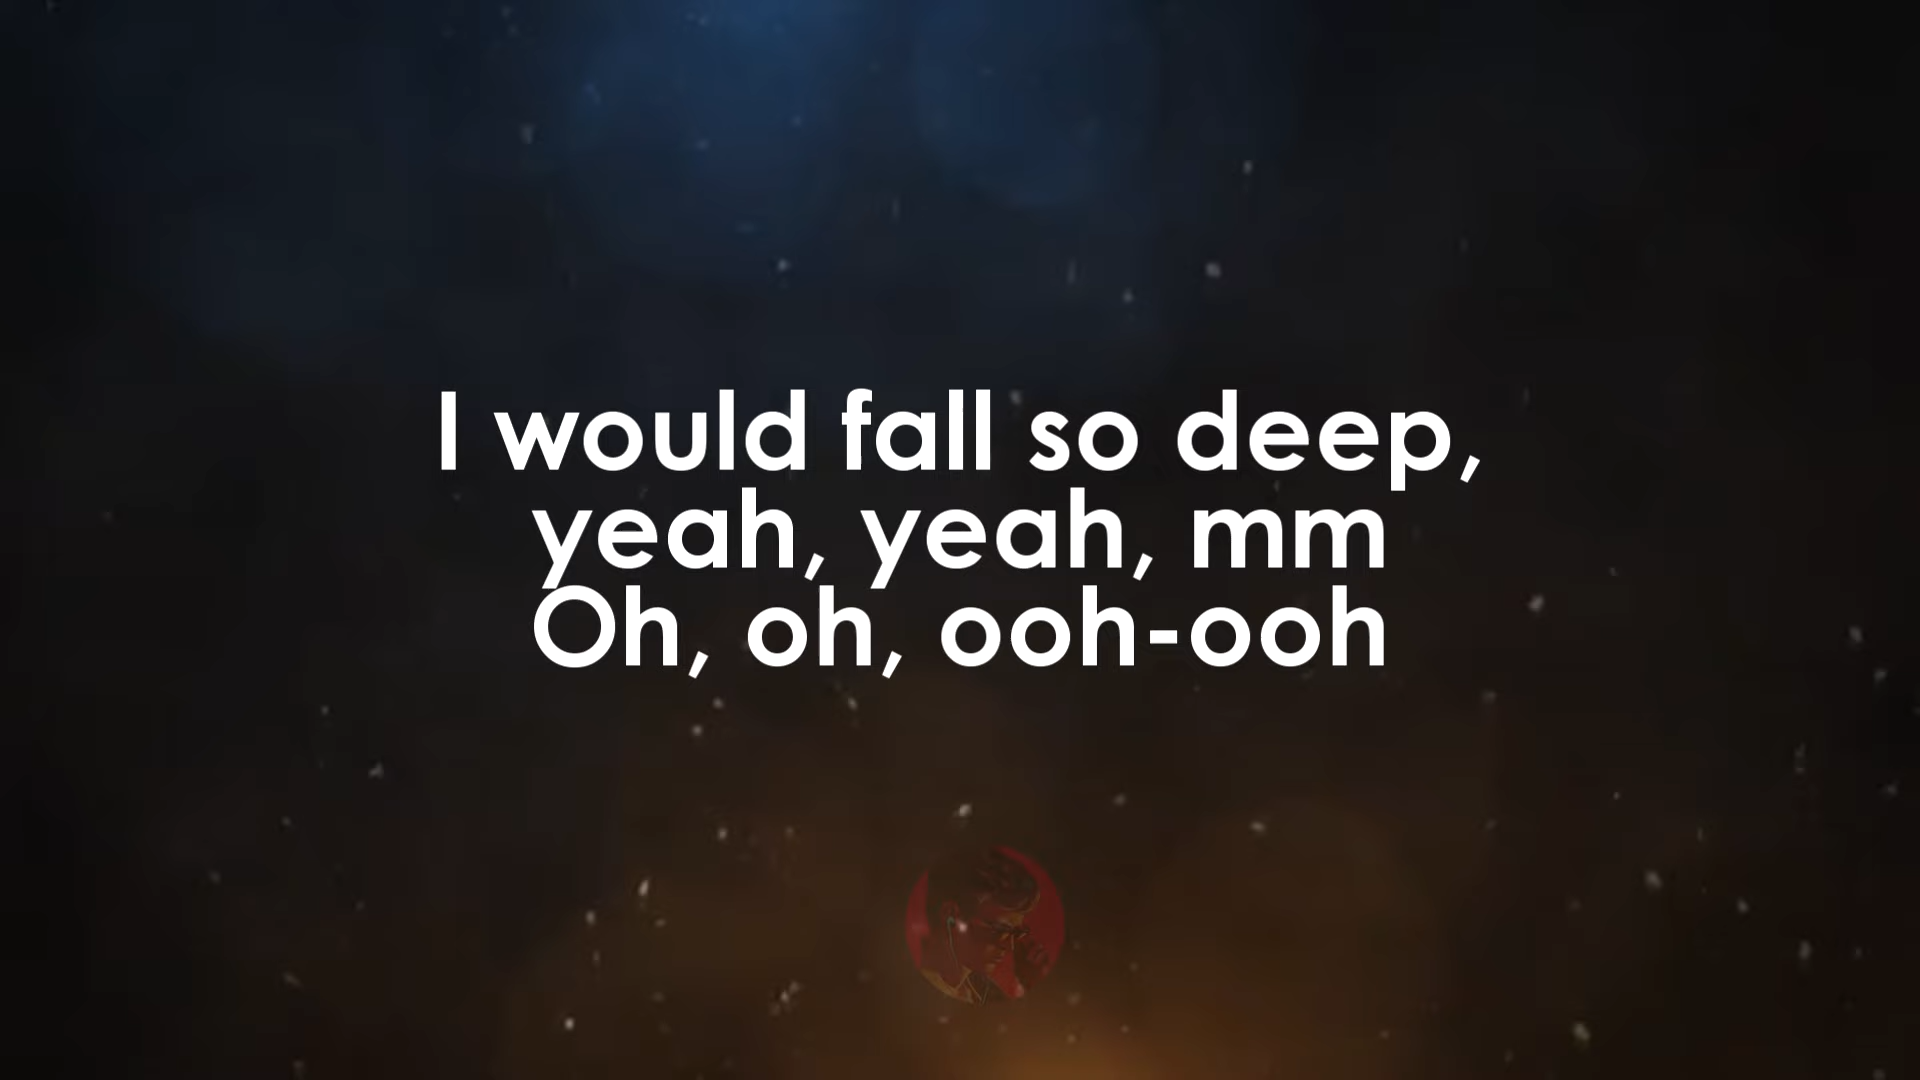 I would fall so deep,
yeah, yeah, mm
Oh, oh, ooh-ooh